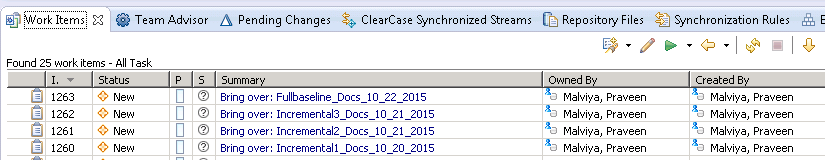 Work Items Team Advisor Pending Changes ClearCase Synchronized Streams Repository Files Synchronization Rules
Found 25 work items - All Task
I. Status P S Summary Owned By Created By
1263 New Bring over: Fullbaseline_Docs_10_22_2015 Malviya, Praveen Malviya, Praveen
1262 New Bring over: Incremental3_Docs_10_21_2015 Malviya, Praveen Malviya, Praveen
1261 New Bring over: Incremental2_Docs_10_21_2015 Malviya, Praveen Malviya, Praveen
1260 New Bring over: Incremental1_Docs_10_20_2015 Malviya, Praveen Malviya, Praveen